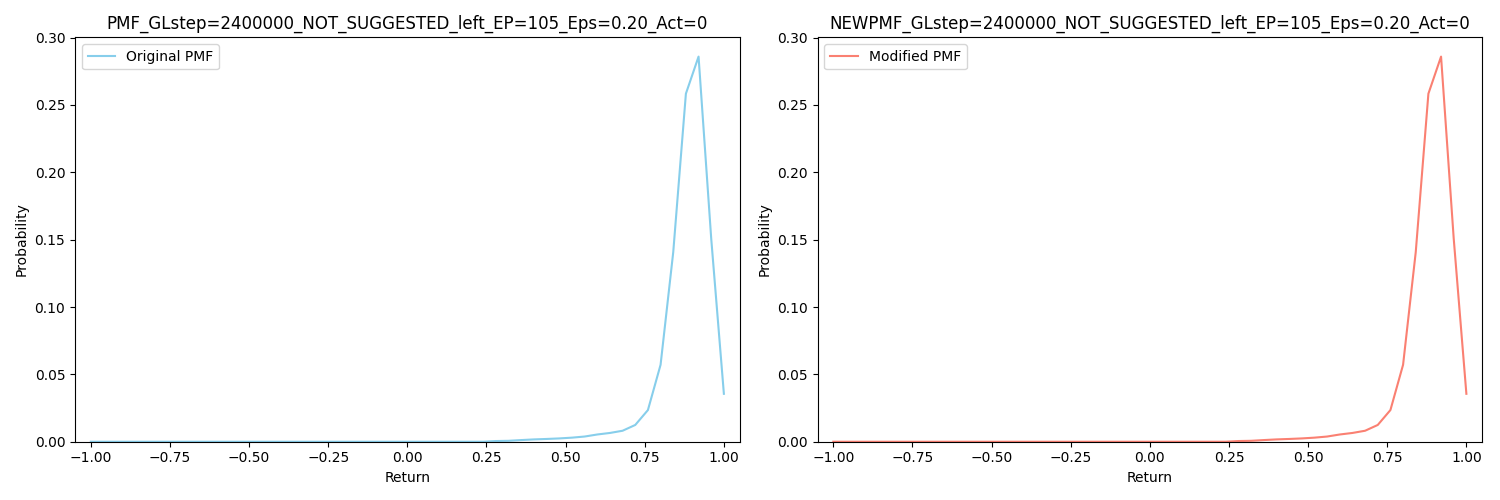 PMF_GLstep=2400000_NOT_SUGGESTED_left_EP=105_Eps=0.20_Act=0
Original PMF
Probability
0.30
0.25
0.20
0.15
0.10
0.05
0.00
−1.00 −0.75 −0.50 −0.25 0.00 0.25 0.50 0.75 1.00
Return
NEWPMF_GLstep=2400000_NOT_SUGGESTED_left_EP=105_Eps=0.20_Act=0
Modified PMF
Probability
0.30
0.25
0.20
0.15
0.10
0.05
0.00
−1.00 −0.75 −0.50 −0.25 0.00 0.25 0.50 0.75 1.00
Return